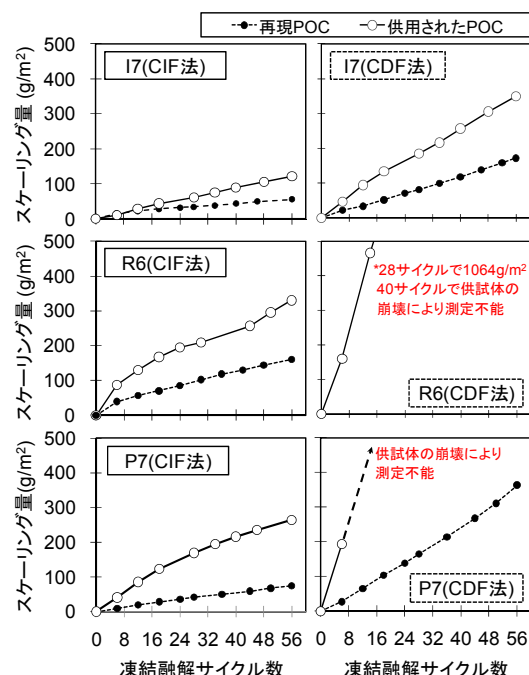 再現POC 供用されたPOC
500
400
300
200
100
0
スケーリング量 (g/m²)
I7(CIF法)
I7(CDF法)
500
400
300
200
100
0
スケーリング量 (g/m²)
R6(CIF法)
*28サイクルで1064g/m²
40サイクルで供試体の
崩壊により測定不能
R6(CDF法)
500
400
300
200
100
0
スケーリング量(g/m²)
P7(CIF法)
供試体の崩壊により
測定不能
P7(CDF法)
0 8 16 24 32 40 48 56
0 8 16 24 32 40 48 56
凍結融解サイクル数
凍結融解サイクル数